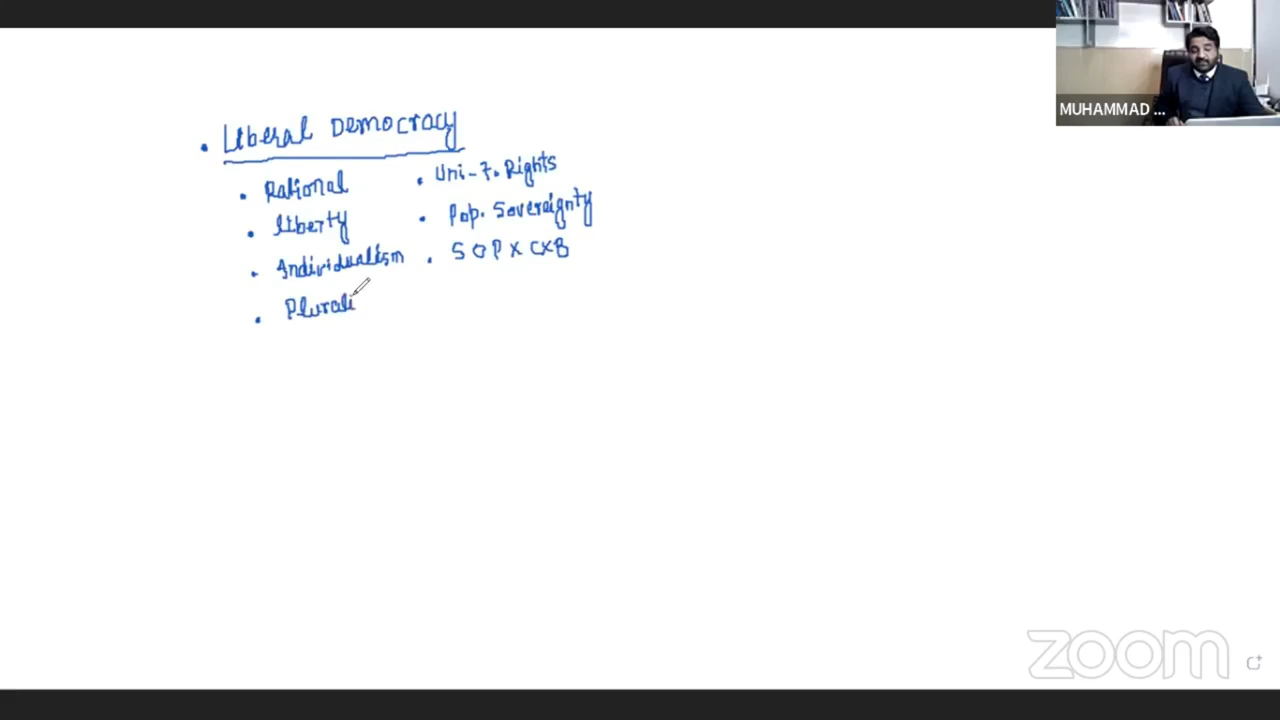 • Liberal Democracy
• Rational
• Liberty
• Individualism
• Plurali
• Uni-7. Rights
• Pop. Sovereignty
• SOP X CXB
MUHAMMAD ...
zoom